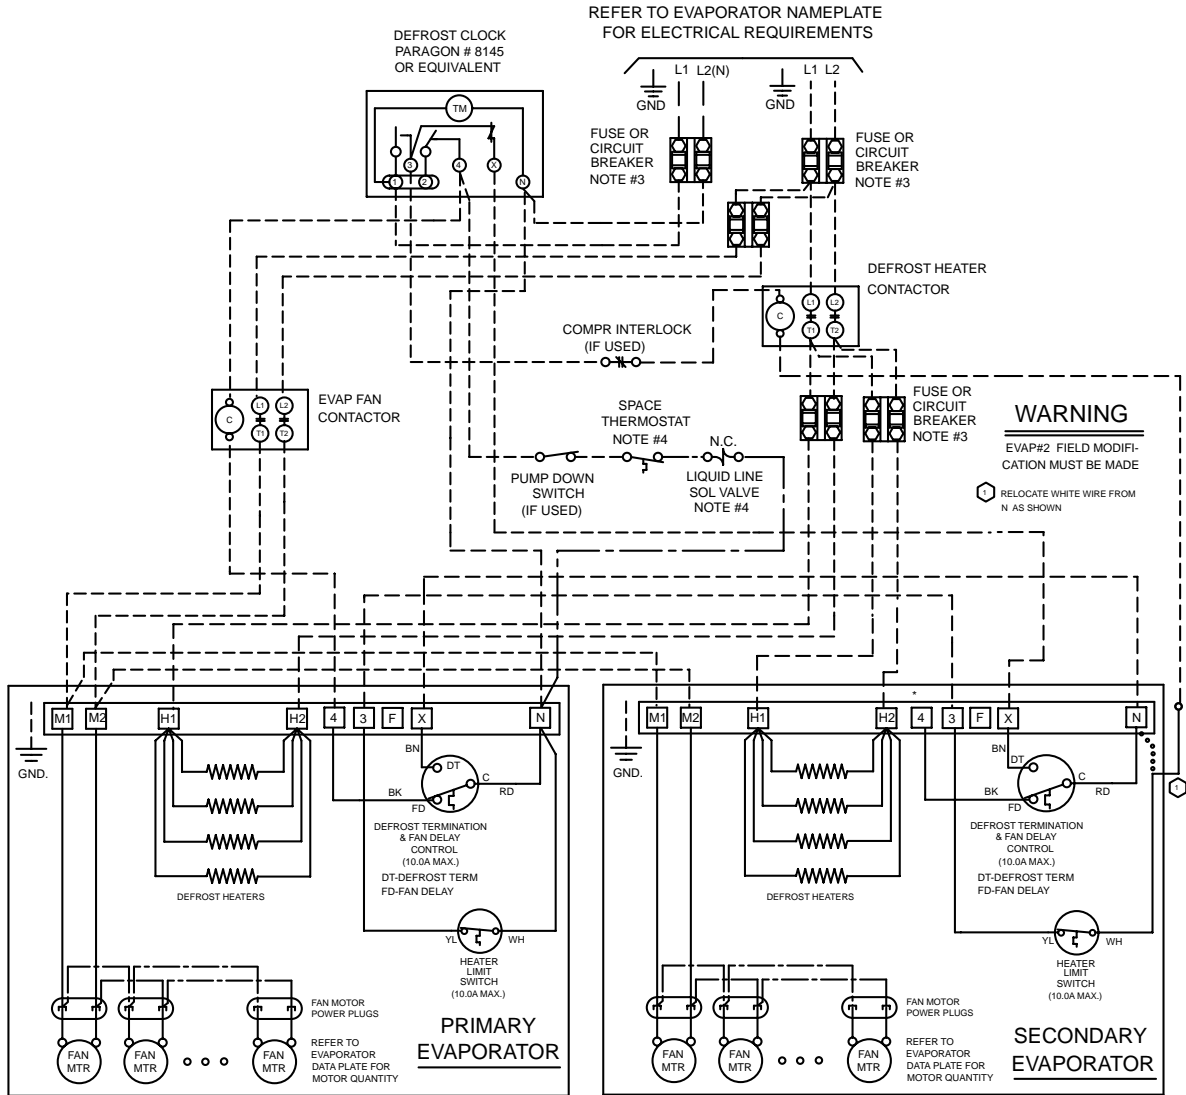 REFER TO EVAPORATOR NAMEPLATE
FOR ELECTRICAL REQUIREMENTS
DEFROST CLOCK
PARAGON # 8145
OR EQUIVALENT
L1 L2(N)
L1 L2
GND
GND
TM
3
4
X
1
2
N
FUSE OR
CIRCUIT
BREAKER
NOTE #3
FUSE OR
CIRCUIT
BREAKER
NOTE #3
DEFROST HEATER
CONTACTOR
C
L1
L2
T1
T2
COMPR INTERLOCK
(IF USED)
EVAP FAN
CONTACTOR
C
L1
L2
T1
T2
SPACE
THERMOSTAT
NOTE #4
N.C.
PUMP DOWN
SWITCH
(IF USED)
LIQUID LINE
SOL VALVE
NOTE #4
FUSE OR
CIRCUIT
BREAKER
NOTE #3
WARNING
EVAP#2 FIELD MODIFI-
CATION MUST BE MADE
1 RELOCATE WHITE WIRE FROM
N AS SHOWN
M1 M2 H1 H2 4 3 F X N
GND.
BN
DT
C
RD
BK
FD
DEFROST TERMINATION
& FAN DELAY
CONTROL
(10.0A MAX.)
DT-DEFROST TERM
FD-FAN DELAY
DEFROST HEATERS
YL
WH
HEATER
LIMIT
SWITCH
(10.0A MAX.)
FAN MOTOR
POWER PLUGS
FAN
MTR
FAN
MTR
FAN
MTR
REFER TO
EVAPORATOR
DATA PLATE FOR
MOTOR QUANTITY
PRIMARY
EVAPORATOR
*
M1 M2 H1 H2 4 3 F X N
GND.
BN
DT
C
RD
BK
FD
1
DEFROST TERMINATION
& FAN DELAY
CONTROL
(10.0A MAX.)
DT-DEFROST TERM
FD-FAN DELAY
DEFROST HEATERS
YL
WH
HEATER
LIMIT
SWITCH
(10.0A MAX.)
FAN MOTOR
POWER PLUGS
FAN
MTR
FAN
MTR
FAN
MTR
REFER TO
EVAPORATOR
DATA PLATE FOR
MOTOR QUANTITY
SECONDARY
EVAPORATOR